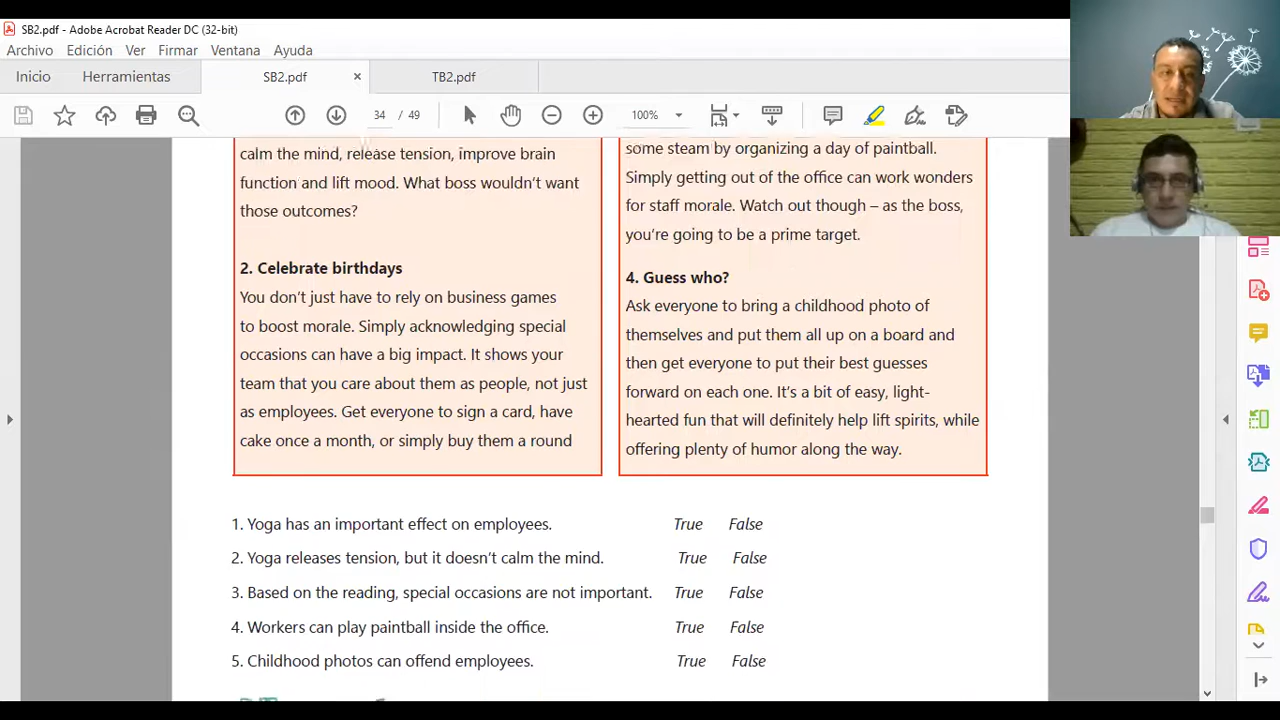 SB2.pdf - Adobe Acrobat Reader DC (32-bit)
Archivo Edición Ver Firmar Ventana Ayuda
Inicio Herramientas SB2.pdf × TB2.pdf
34 / 49 100%
calm the mind, release tension, improve brain
function and lift mood. What boss wouldn't want
those outcomes?
2. Celebrate birthdays
You don't just have to rely on business games
to boost morale. Simply acknowledging special
occasions can have a big impact. It shows your
team that you care about them as people, not just
as employees. Get everyone to sign a card, have
cake once a month, or simply buy them a round
some steam by organizing a day of paintball.
Simply getting out of the office can work wonders
for staff morale. Watch out though – as the boss,
you're going to be a prime target.
4. Guess who?
Ask everyone to bring a childhood photo of
themselves and put them all up on a board and
then get everyone to put their best guesses
forward on each one. It's a bit of easy, light-
hearted fun that will definitely help lift spirits, while
offering plenty of humor along the way.
1. Yoga has an important effect on employees. True False
2. Yoga releases tension, but it doesn't calm the mind. True False
3. Based on the reading, special occasions are not important. True False
4. Workers can play paintball inside the office. True False
5. Childhood photos can offend employees. True False